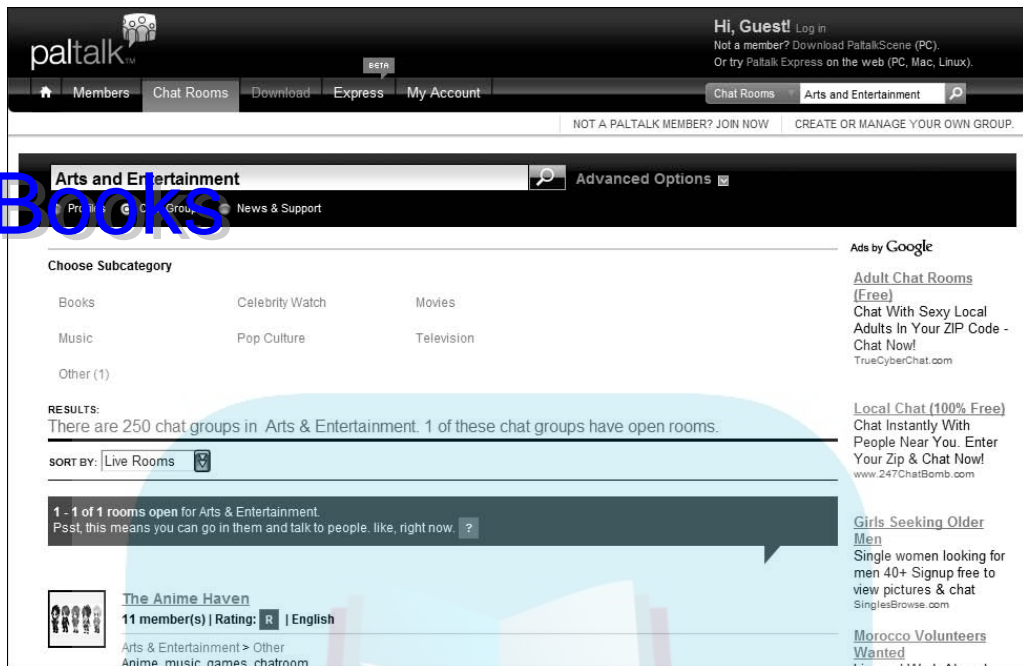 paltalk™
Hi, Guest! Log in
Not a member? Download PaltalkScene (PC).
Or try Paltalk Express on the web (PC, Mac, Linux).
BETA
Members Chat Rooms Download Express My Account
Chat Rooms Arts and Entertainment
NOT A PALTALK MEMBER? JOIN NOW CREATE OR MANAGE YOUR OWN GROUP.
Arts and Entertainment Advanced Options
Books
Profiles Group News & Support
Ads by Google
Choose Subcategory
Books Celebrity Watch Movies
Music Pop Culture Television
Other (1)
RESULTS:
There are 250 chat groups in Arts & Entertainment. 1 of these chat groups have open rooms.
SORT BY: Live Rooms
1 - 1 of 1 rooms open for Arts & Entertainment.
Psst, this means you can go in them and talk to people. like, right now. ?
The Anime Haven
11 member(s) | Rating: R | English
Arts & Entertainment > Other
Anime, music, games, chatroom
Adult Chat Rooms
(Free)
Chat With Sexy Local
Adults In Your ZIP Code -
Chat Now!
TrueCyberChat.com
Local Chat (100% Free)
Chat Instantly With
People Near You. Enter
Your Zip & Chat Now!
www.247ChatBomb.com
Girls Seeking Older
Men
Single women looking for
men 40+ Signup free to
view pictures & chat
SinglesBrowse.com
Morocco Volunteers
Wanted